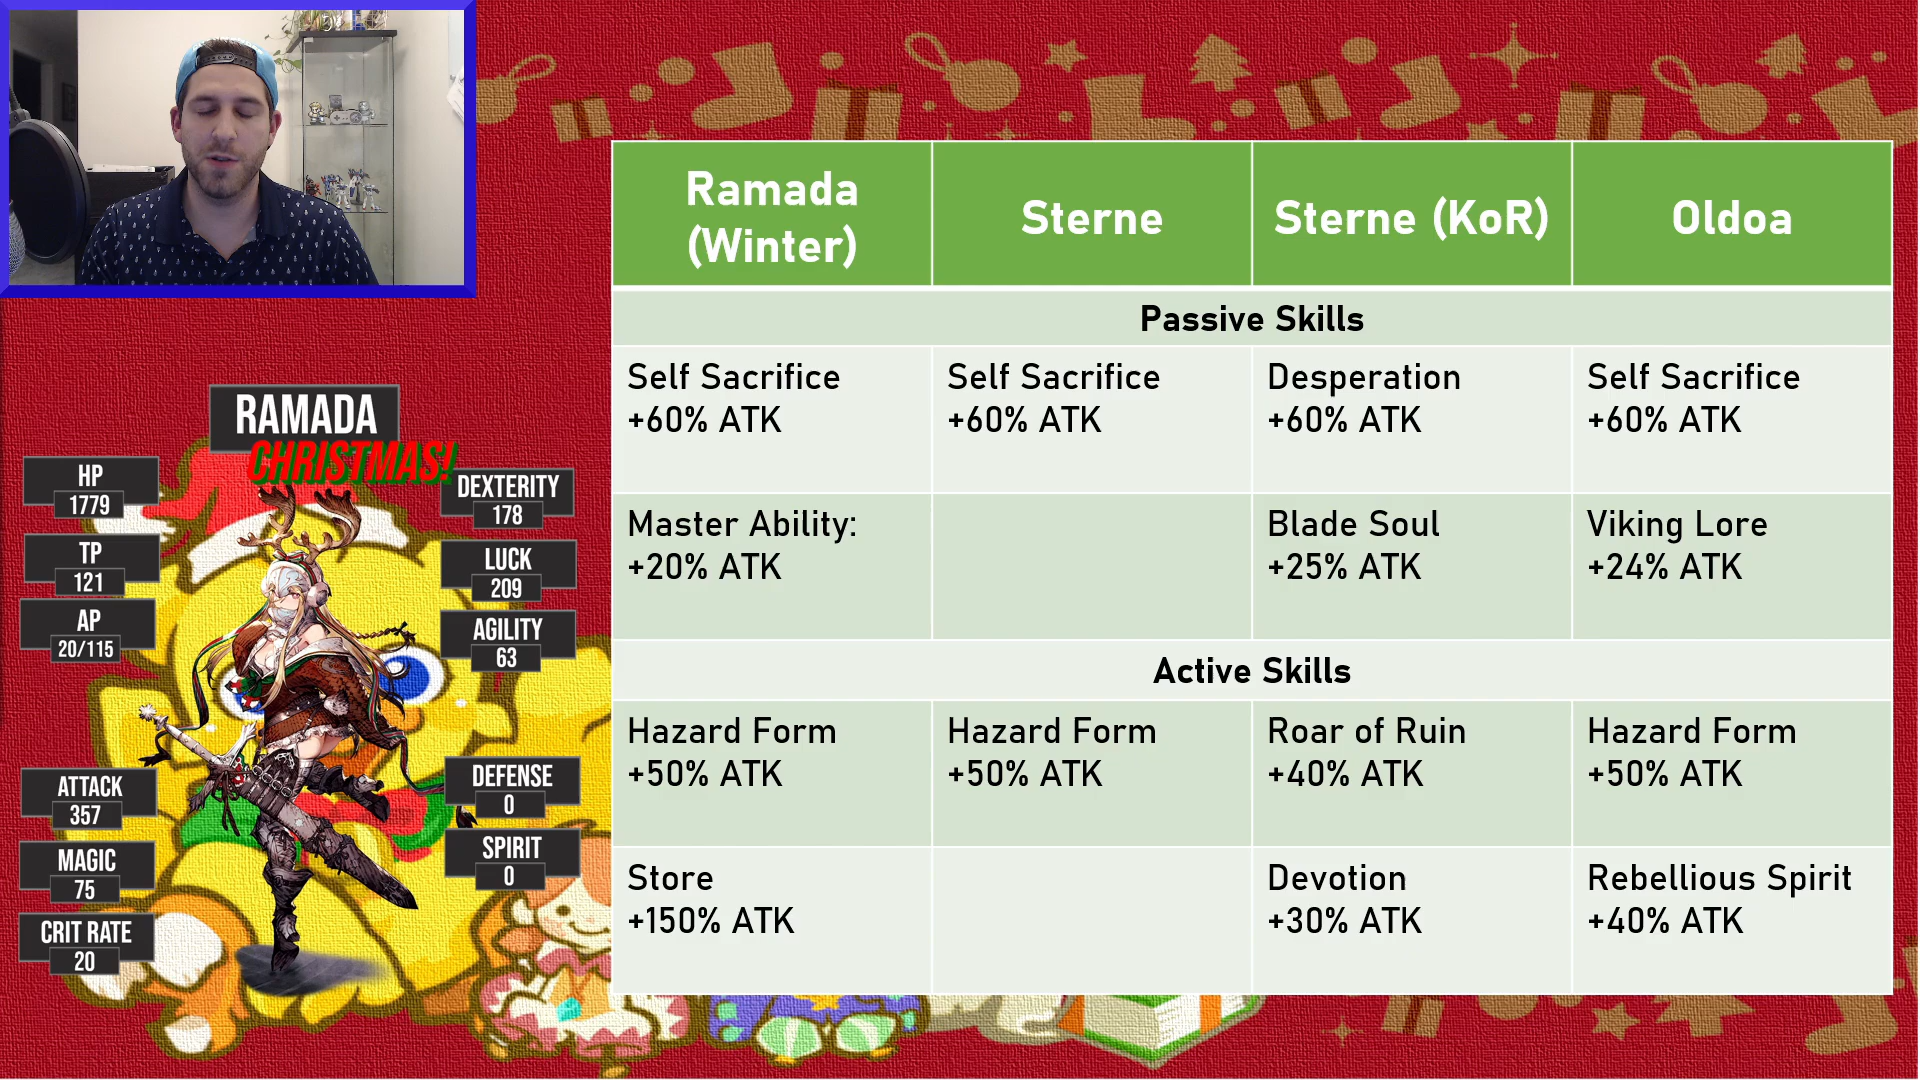 RAMADA
CHRISTMAS!
HP
1779
TP
121
AP
20/115
ATTACK
357
MAGIC
75
CRIT RATE
20
DEXTERITY
178
LUCK
209
AGILITY
63
DEFENSE
0
SPIRIT
0
Ramada
(Winter)
Sterne
Sterne (KoR)
Oldoa
Passive Skills
Self Sacrifice
+60% ATK
Self Sacrifice
+60% ATK
Desperation
+60% ATK
Self Sacrifice
+60% ATK
Master Ability:
+20% ATK
Blade Soul
+25% ATK
Viking Lore
+24% ATK
Active Skills
Hazard Form
+50% ATK
Hazard Form
+50% ATK
Roar of Ruin
+40% ATK
Hazard Form
+50% ATK
Store
+150% ATK
Devotion
+30% ATK
Rebellious Spirit
+40% ATK